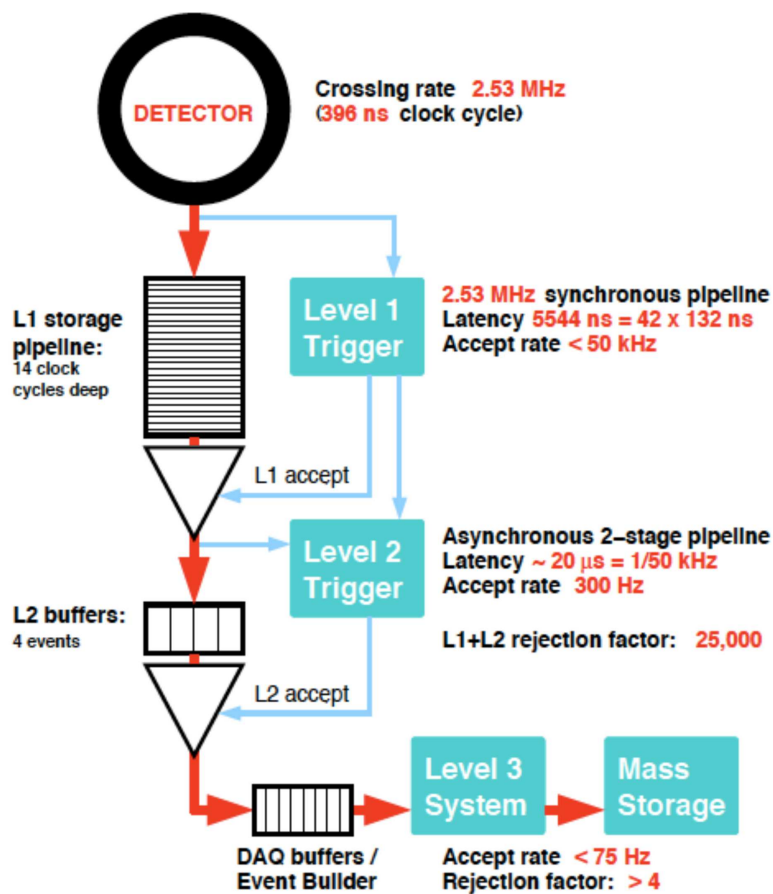 DETECTOR
Crossing rate 2.53 MHz
(396 ns clock cycle)
L1 storage
pipeline:
14 clock
cycles deep
Level 1
Trigger
2.53 MHz synchronous pipeline
Latency 5544 ns = 42 x 132 ns
Accept rate < 50 kHz
L1 accept
Level 2
Trigger
Asynchronous 2–stage pipeline
Latency ~ 20 µs = 1/50 kHz
Accept rate 300 Hz
L2 buffers:
4 events
L1+L2 rejection factor: 25,000
L2 accept
Level 3
System
Mass
Storage
DAQ buffers /
Event Builder
Accept rate < 75 Hz
Rejection factor: > 4